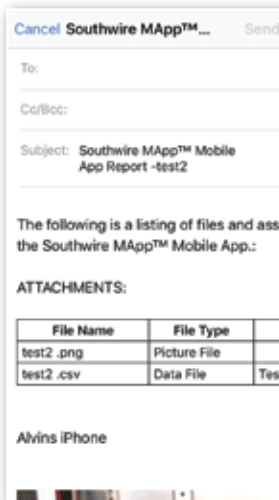 Cancel Southwire MApp™... Send
To:
Cc/Bcc:
Subject: Southwire MApp™ Mobile
App Report -test2
The following is a listing of files and ass
the Southwire MApp™ Mobile App.:
ATTACHMENTS:
File Name File Type
test2 .png Picture File
test2 .csv Data File Tes
Alvins iPhone